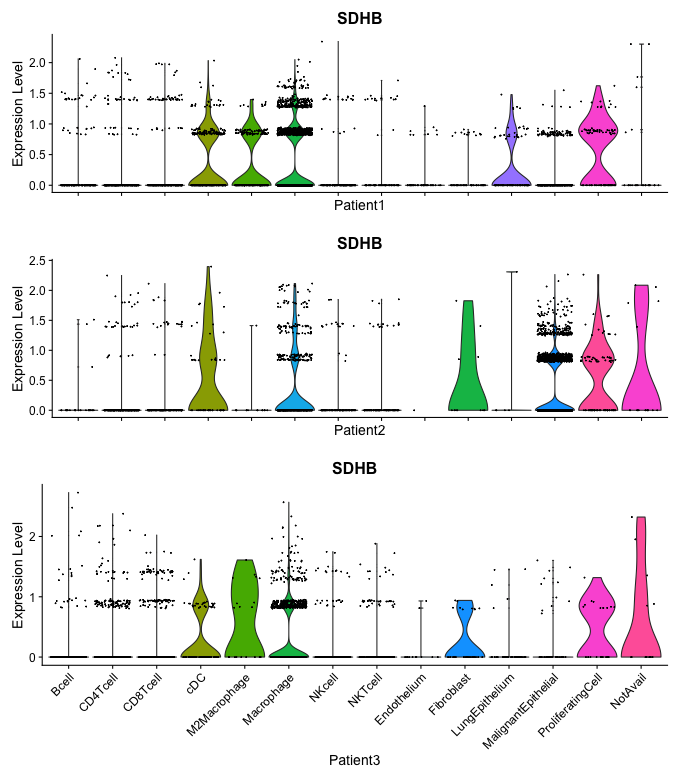 SDHB
Expression Level
2.0
1.5
1.0
0.5
0.0
Patient1
SDHB
Expression Level
2.5
2.0
1.5
1.0
0.5
0.0
Patient2
SDHB
Expression Level
2
1
0
Bcell
CD4Tcell
CD8Tcell
cDC
M2Macrophage
Macrophage
NKcell
NKTcell
Endothelium
Fibroblast
LungEpithelium
MalignantEpithelial
ProliferatingCell
NotAvail
Patient3